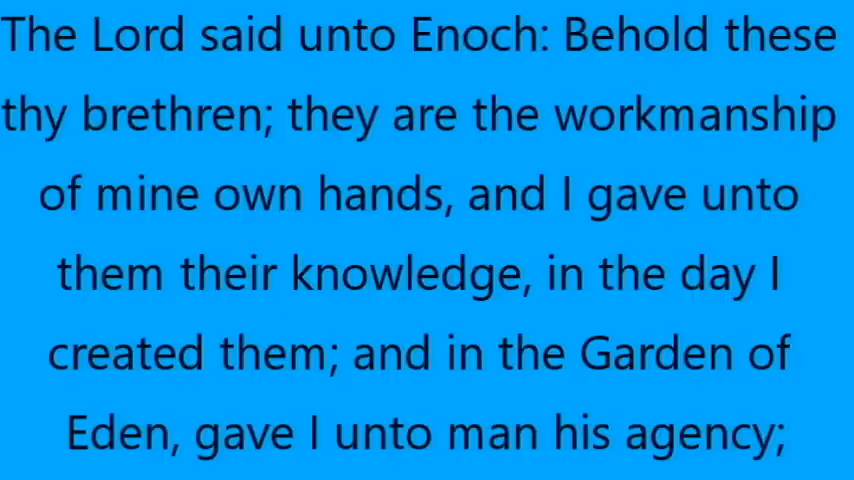 The Lord said unto Enoch: Behold these
thy brethren; they are the workmanship
of mine own hands, and I gave unto
them their knowledge, in the day I
created them; and in the Garden of
Eden, gave I unto man his agency;